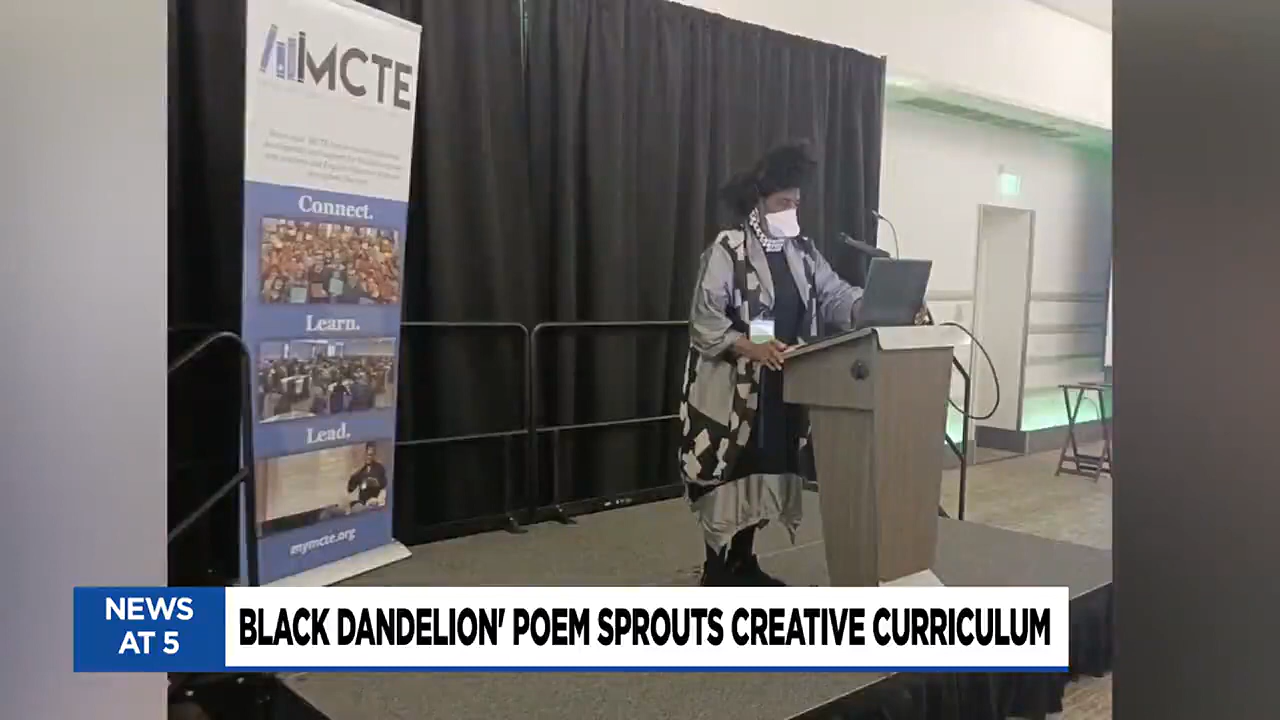 MCTE
Connect.
Learn.
Lead.
mymcte.org
NEWS
AT 5
BLACK DANDELION' POEM SPROUTS CREATIVE CURRICULUM